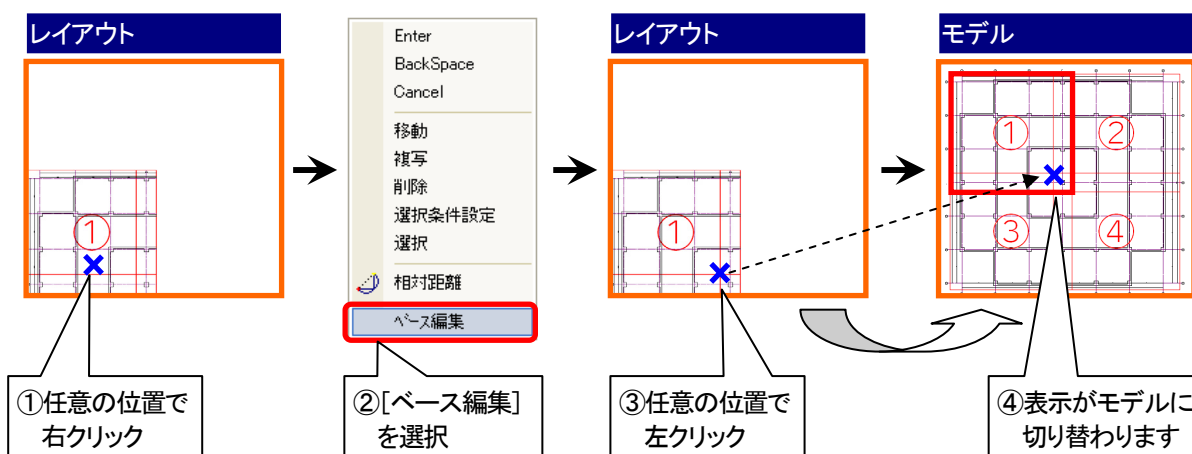 レイアウト
①
①任意の位置で
右クリック
Enter
BackSpace
Cancel
移動
複写
削除
選択条件設定
選択
相対距離
ベース編集
②[ベース編集]
を選択
レイアウト
①
③任意の位置で
左クリック
モデル
① ②
③ ④
④表示がモデルに
切り替わります